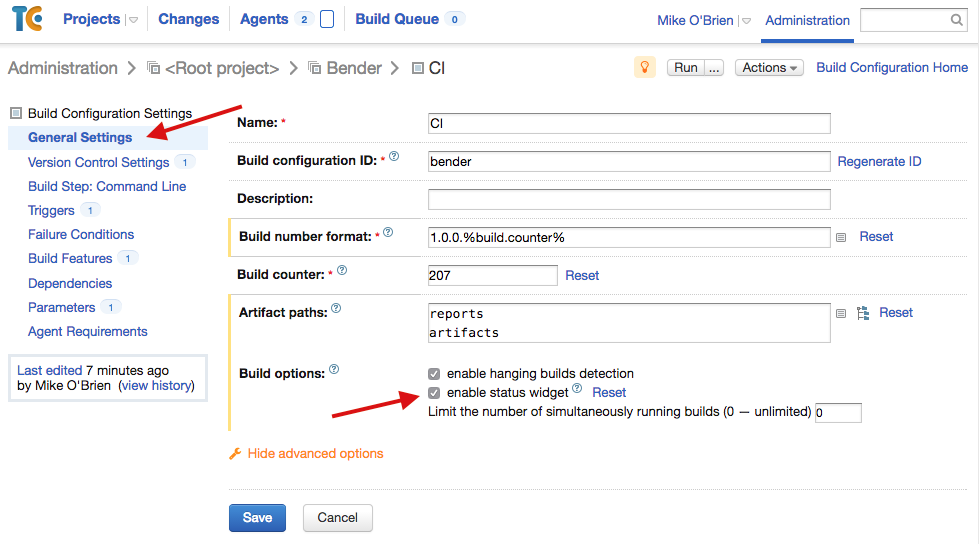 TC Projects Changes Agents 2 Build Queue 0 Mike O'Brien Administration
Administration <Root project> Bender CI Run ... Actions Build Configuration Home
Build Configuration Settings
General Settings
Version Control Settings 1
Build Step: Command Line
Triggers 1
Failure Conditions
Build Features 1
Dependencies
Parameters 1
Agent Requirements
Last edited 7 minutes ago
by Mike O'Brien (view history)
Name: * CI
Build configuration ID: * ? bender Regenerate ID
Description:
Build number format: * ? 1.0.0.%build.counter% Reset
Build counter: * ? 207 Reset
Artifact paths: ? reports Reset
artifacts
Build options: ? enable hanging builds detection
enable status widget ? Reset
Limit the number of simultaneously running builds (0 — unlimited) 0
Hide advanced options
Save Cancel